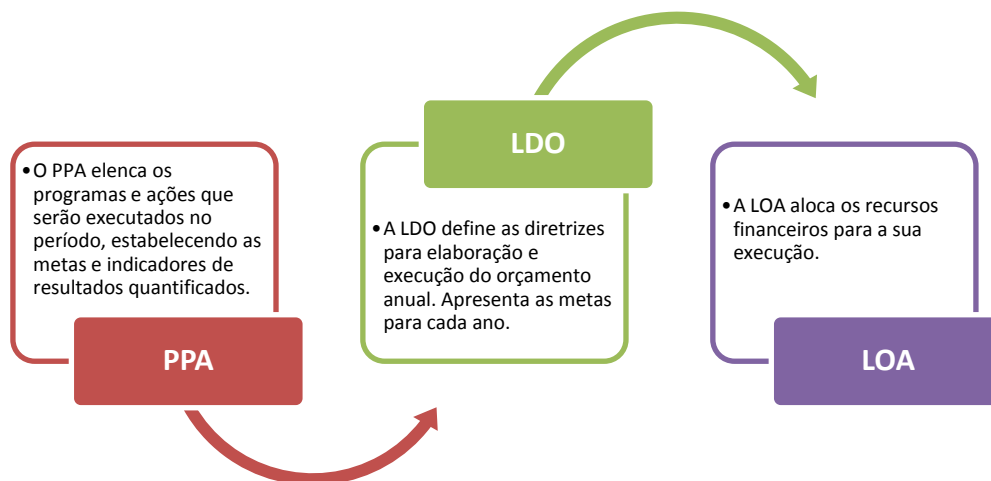 •O PPA elenca os
programas e ações que
serão executados no
período, estabelecendo as
metas e indicadores de
resultados quantificados.
PPA
LDO
•A LDO define as diretrizes
para elaboração e
execução do orçamento
anual. Apresenta as metas
para cada ano.
•A LOA aloca os recursos
financeiros para a sua
execução.
LOA